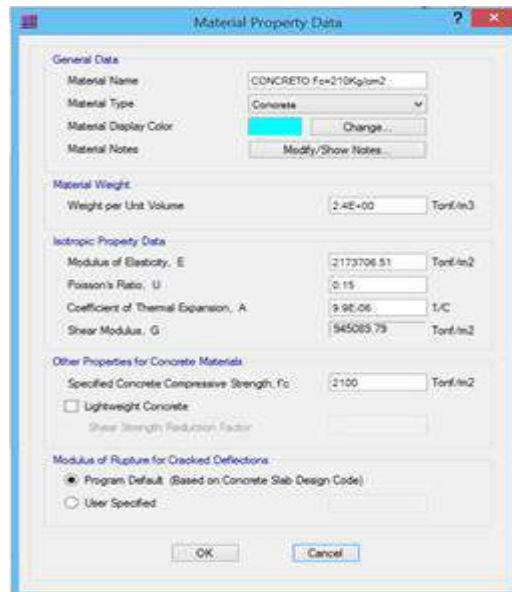 Material Property Data
General Data
Material Name CONCRETO Fc=210Kg/cm2
Material Type Concrete
Material Display Color Change...
Material Notes Modify/Show Notes...
Material Weight
Weight per Unit Volume 2.4E+00 Tonf/m3
Isotropic Property Data
Modulus of Elasticity, E 2173706.51 Tonf/m2
Poisson's Ratio, U 0.15
Coefficient of Thermal Expansion, A 9.9E-06 1/C
Shear Modulus, G 945089.79 Tonf/m2
Other Properties for Concrete Materials
Specified Concrete Compressive Strength, f'c 2100 Tonf/m2
Lightweight Concrete
Shear Strength Reduction Factor
Modulus of Rupture for Cracked Deflections
Program Default (Based on Concrete Slab Design Code)
User Specified
OK Cancel